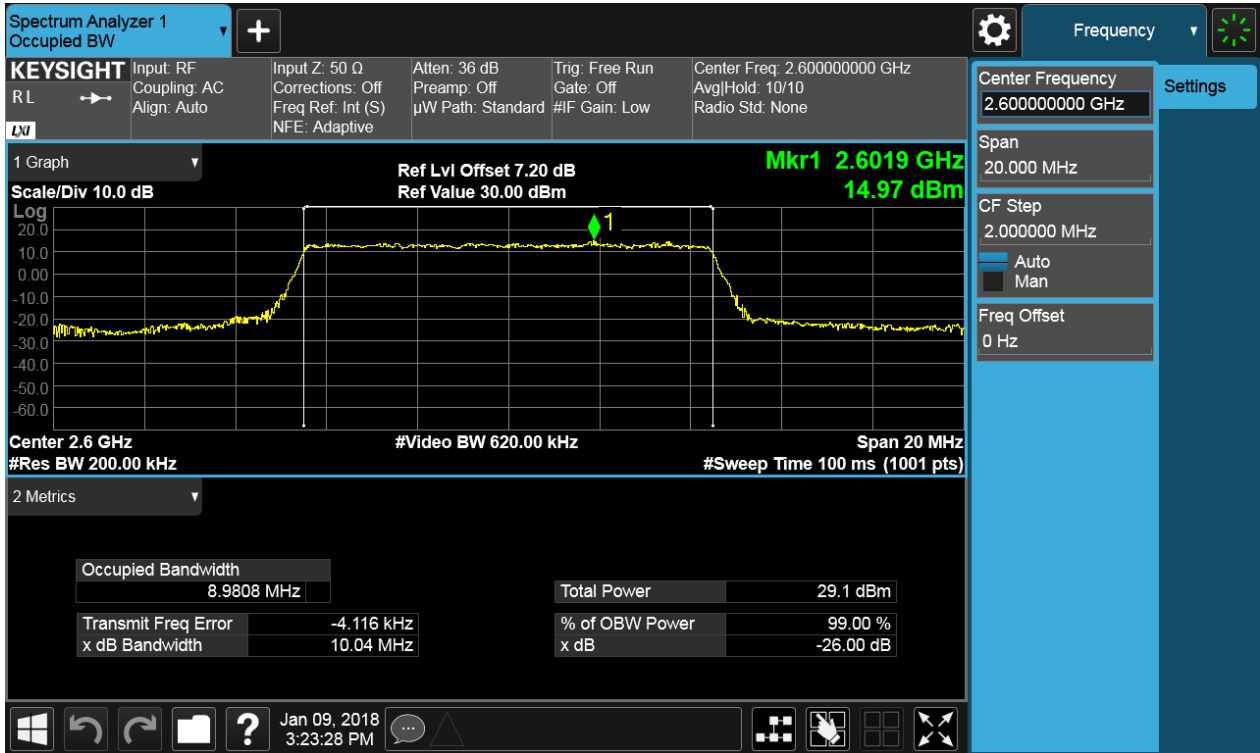 Spectrum Analyzer 1
Occupied BW
Frequency
KEYSIGHT
RL
LXI
Input: RF
Coupling: AC
Align: Auto
Input Z: 50 Ω
Corrections: Off
Freq Ref: Int (S)
NFE: Adaptive
Atten: 36 dB
Preamp: Off
µW Path: Standard
Trig: Free Run
Gate: Off
#IF Gain: Low
Center Freq: 2.600000000 GHz
Avg|Hold: 10/10
Radio Std: None
Center Frequency
2.600000000 GHz
Settings
Span
20.000 MHz
CF Step
2.000000 MHz
Auto
Man
Freq Offset
0 Hz
1 Graph
Scale/Div 10.0 dB
Ref Lvl Offset 7.20 dB
Ref Value 30.00 dBm
Mkr1 2.6019 GHz
14.97 dBm
Log
20.0
10.0
0.00
-10.0
-20.0
-30.0
-40.0
-50.0
-60.0
1
Center 2.6 GHz
#Res BW 200.00 kHz
#Video BW 620.00 kHz
Span 20 MHz
#Sweep Time 100 ms (1001 pts)
2 Metrics
Occupied Bandwidth
8.9808 MHz
Total Power 29.1 dBm
Transmit Freq Error -4.116 kHz
% of OBW Power 99.00 %
x dB Bandwidth 10.04 MHz
x dB -26.00 dB
?
Jan 09, 2018
3:23:28 PM